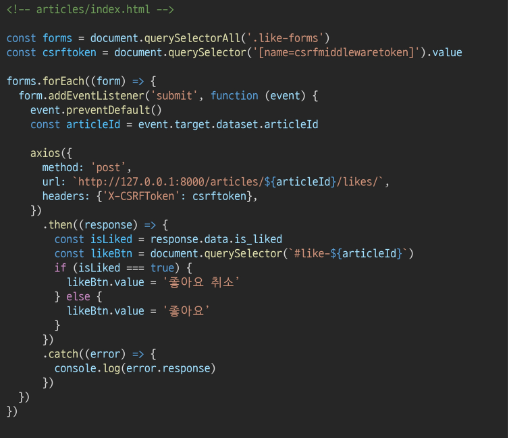 <!-- articles/index.html -->
const forms = document.querySelectorAll('.like-forms')
const csrftoken = document.querySelector('[name=csrfmiddlewaretoken]').value
forms.forEach((form) => {
  form.addEventListener('submit', function (event) {
    event.preventDefault()
    const articleId = event.target.dataset.articleId
    axios({
      method: 'post',
      url: `http://127.0.0.1:8000/articles/${articleId}/likes/`,
      headers: {'X-CSRFToken': csrftoken},
    })
      .then((response) => {
        const isLiked = response.data.is_liked
        const likeBtn = document.querySelector(`#like-${articleId}`)
        if (isLiked === true) {
          likeBtn.value = '좋아요 취소'
        } else {
          likeBtn.value = '좋아요'
        }
      })
      .catch((error) => {
        console.log(error.response)
      })
  })
})